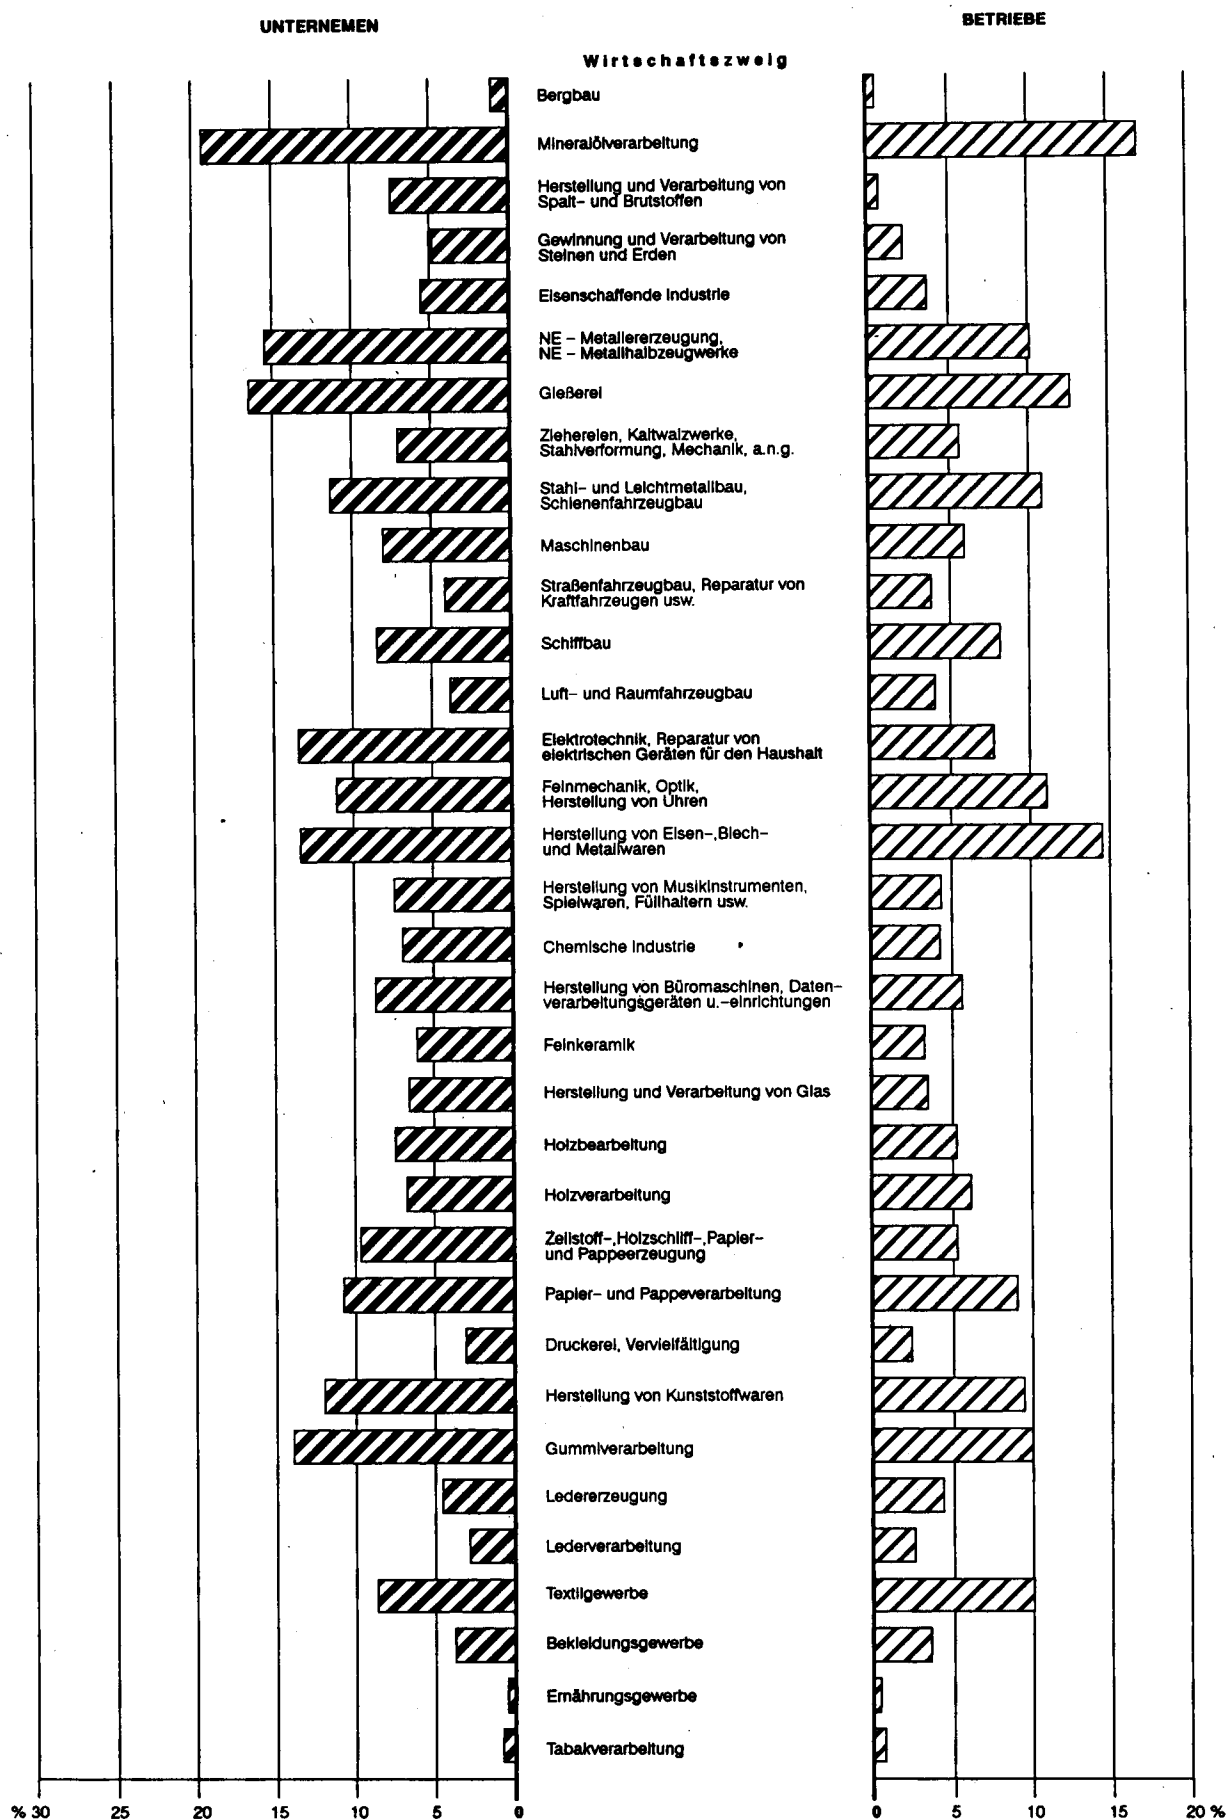 UNTERNEMEN
BETRIEBE
Wirtschaftszweig
Bergbau
Mineralölverarbeitung
Herstellung und Verarbeitung von
Spalt- und Brutstoffen
Gewinnung und Verarbeitung von
Steinen und Erden
Eisenschaffende Industrie
NE - Metallererzeugung,
NE - Metallhalbzeugwerke
Gießerei
Ziehereien, Kaltwalzwerke,
Stahlverformung, Mechanik, a.n.g.
Stahl- und Leichtmetallbau,
Schienenfahrzeugbau
Maschinenbau
Straßenfahrzeugbau, Reparatur von
Kraftfahrzeugen usw.
Schiffbau
Luft- und Raumfahrzeugbau
Elektrotechnik, Reparatur von
elektrischen Geräten für den Haushalt
Feinmechanik, Optik,
Herstellung von Uhren
Herstellung von Eisen-,Blech-
und Metallwaren
Herstellung von Musikinstrumenten,
Spielwaren, Füllhaltern usw.
Chemische Industrie
Herstellung von Büromaschinen, Daten-
verarbeitungsgeräten u.-einrichtungen
Feinkeramik
Herstellung und Verarbeitung von Glas
Holzbearbeitung
Holzverarbeitung
Zellstoff-,Holzschliff-,Papier-
und Pappeerzeugung
Papier- und Pappeverarbeitung
Druckerei, Vervielfältigung
Herstellung von Kunststoffwaren
Gummiverarbeitung
Ledererzeugung
Lederverarbeitung
Textilgewerbe
Bekleidungsgewerbe
Ernährungsgewerbe
Tabakverarbeitung
% 30 25 20 15 10 5 0 0 5 10 15 20 %